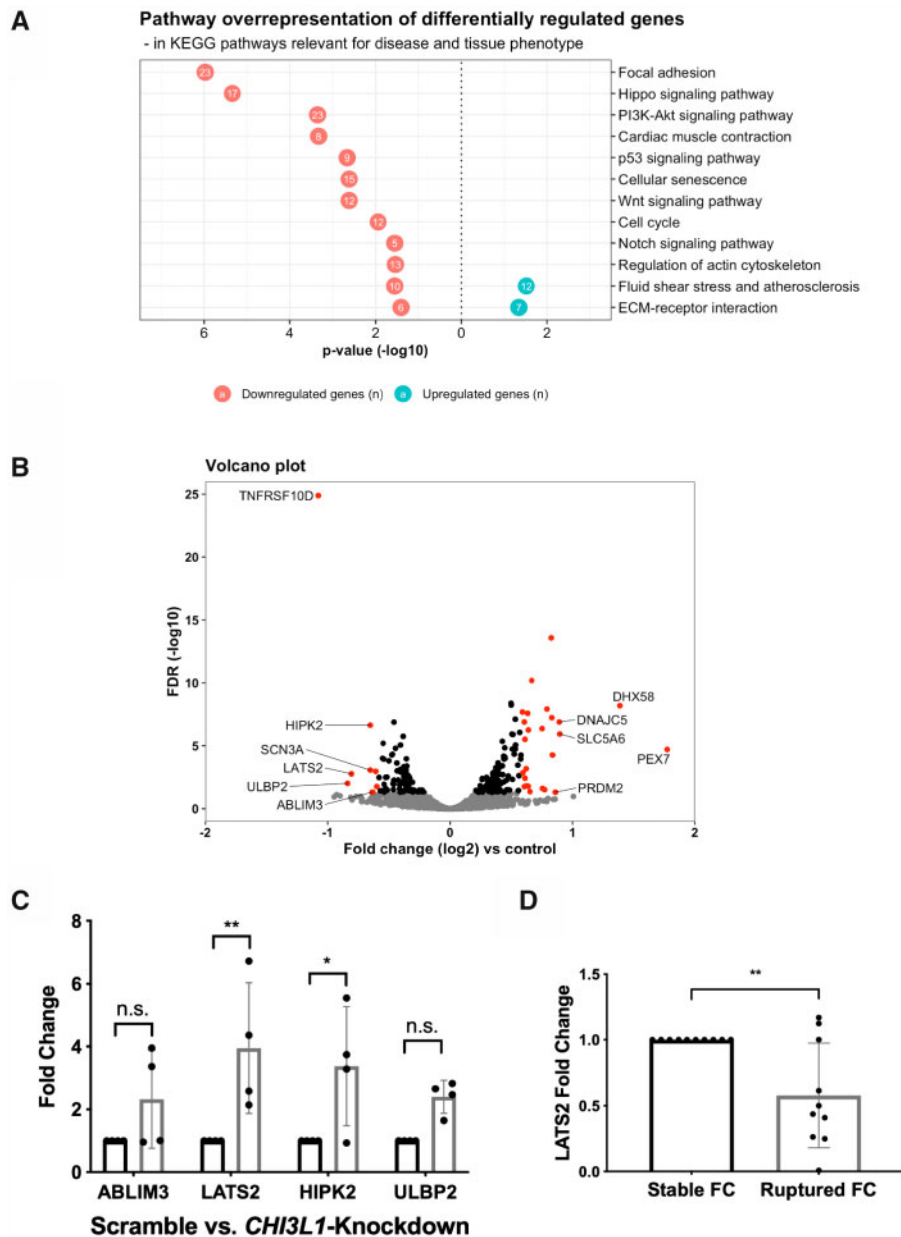 A
Pathway overrepresentation of differentially regulated genes
- in KEGG pathways relevant for disease and tissue phenotype
23 Focal adhesion
17 Hippo signaling pathway
23 PI3K-Akt signaling pathway
8 Cardiac muscle contraction
9 p53 signaling pathway
15 Cellular senescence
12 Wnt signaling pathway
12 Cell cycle
5 Notch signaling pathway
13 Regulation of actin cytoskeleton
10 12 Fluid shear stress and atherosclerosis
6 7 ECM-receptor interaction
6 4 2 0 2
p-value (-log10)
a Downregulated genes (n) a Upregulated genes (n)
B
Volcano plot
25
20
15
10
5
0
FDR (-log10)
TNFRSF10D
HIPK2
SCN3A
LATS2
ULBP2
ABLIM3
DHX58
DNAJC5
SLC5A6
PEX7
PRDM2
-2 -1 0 1 2
Fold change (log2) vs control
C
8
6
4
2
0
Fold Change
n.s.
**
*
n.s.
ABLIM3 LATS2 HIPK2 ULBP2
Scramble vs. CHI3L1-Knockdown
D
1.5
1.0
0.5
0.0
LATS2 Fold Change
**
Stable FC Ruptured FC